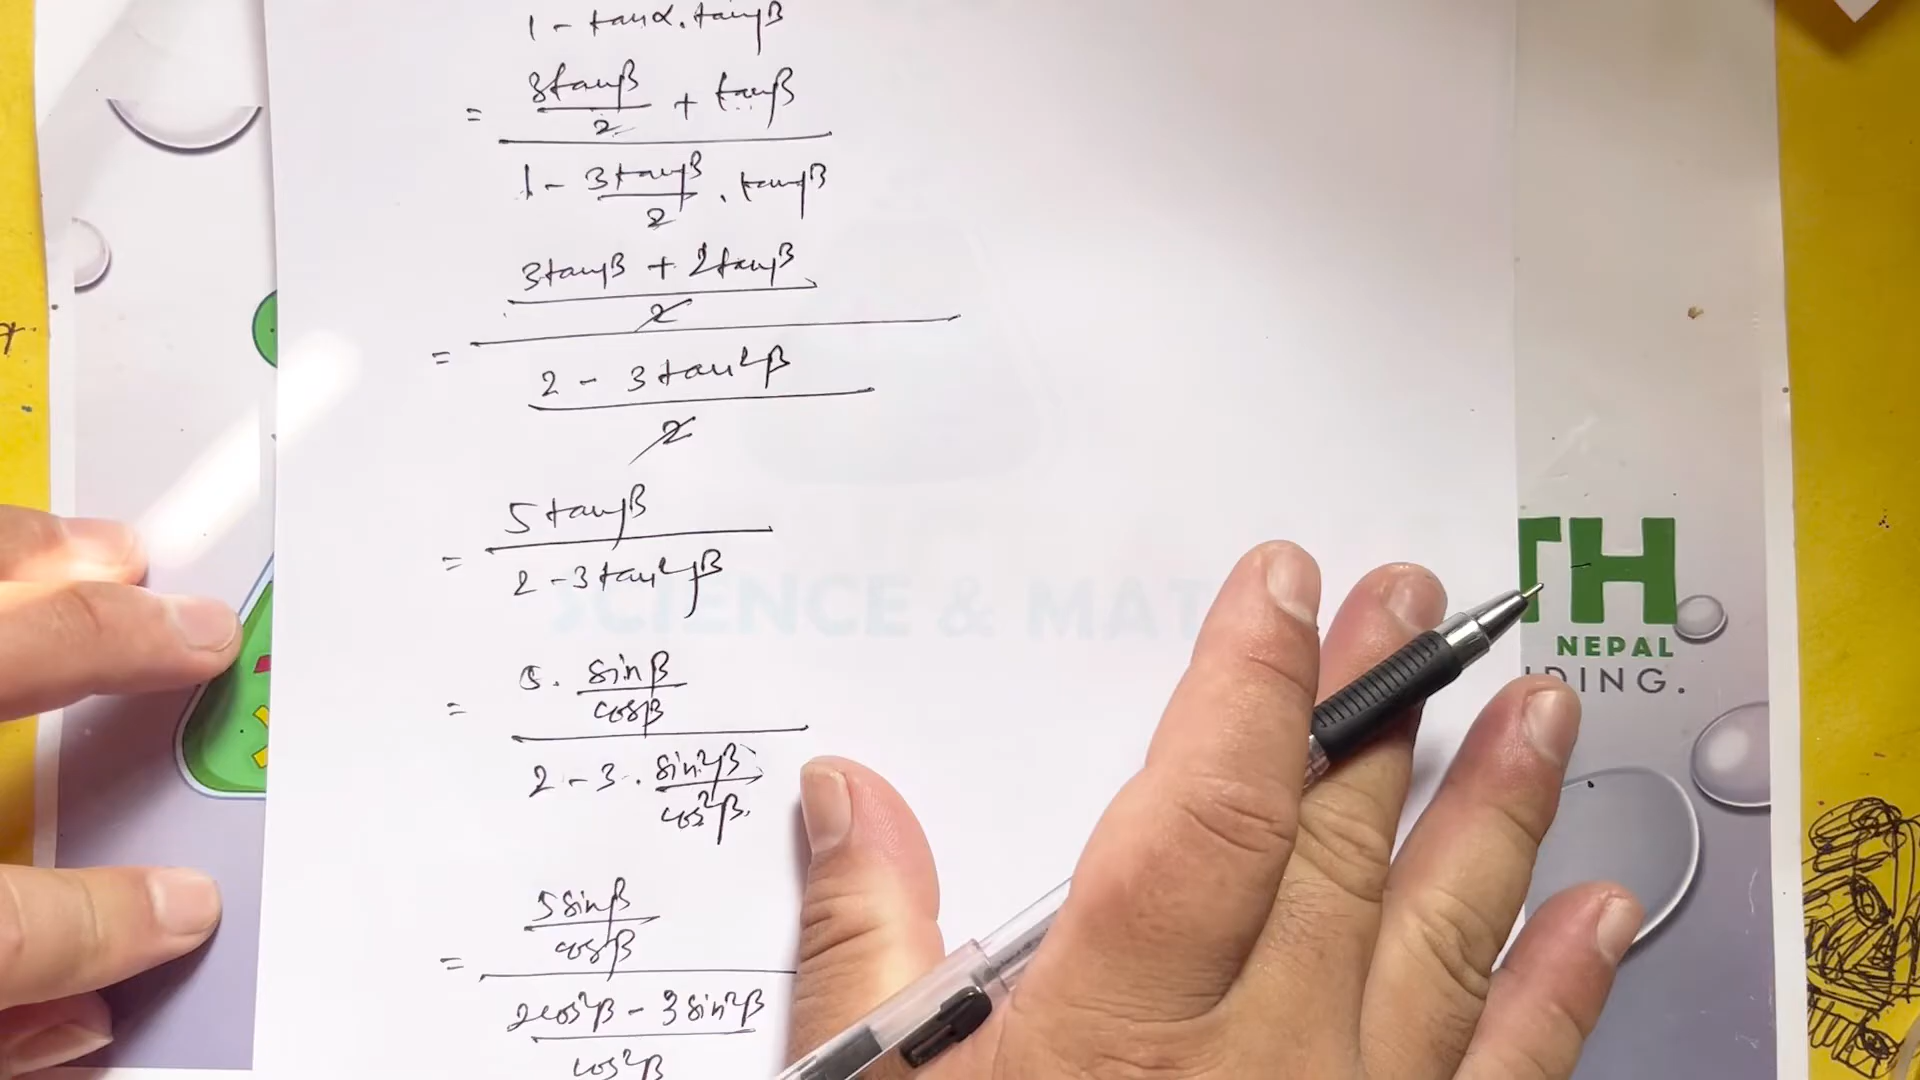 1 - tanα.tanβ
= 3tanβ/2 + tanβ
1 - 3tanβ/2 . tanβ
3tanβ + 2tanβ
2
=
2 - 3tan²β
2
= 5tanβ
2 - 3tan²β
= 5. sinβ/cosβ
2 - 3. sin²β/cos²β.
= 5sinβ/cosβ
2cos²β - 3sin²β
cos²β
SCIENCE & MAT
TH
NEPAL
DING.